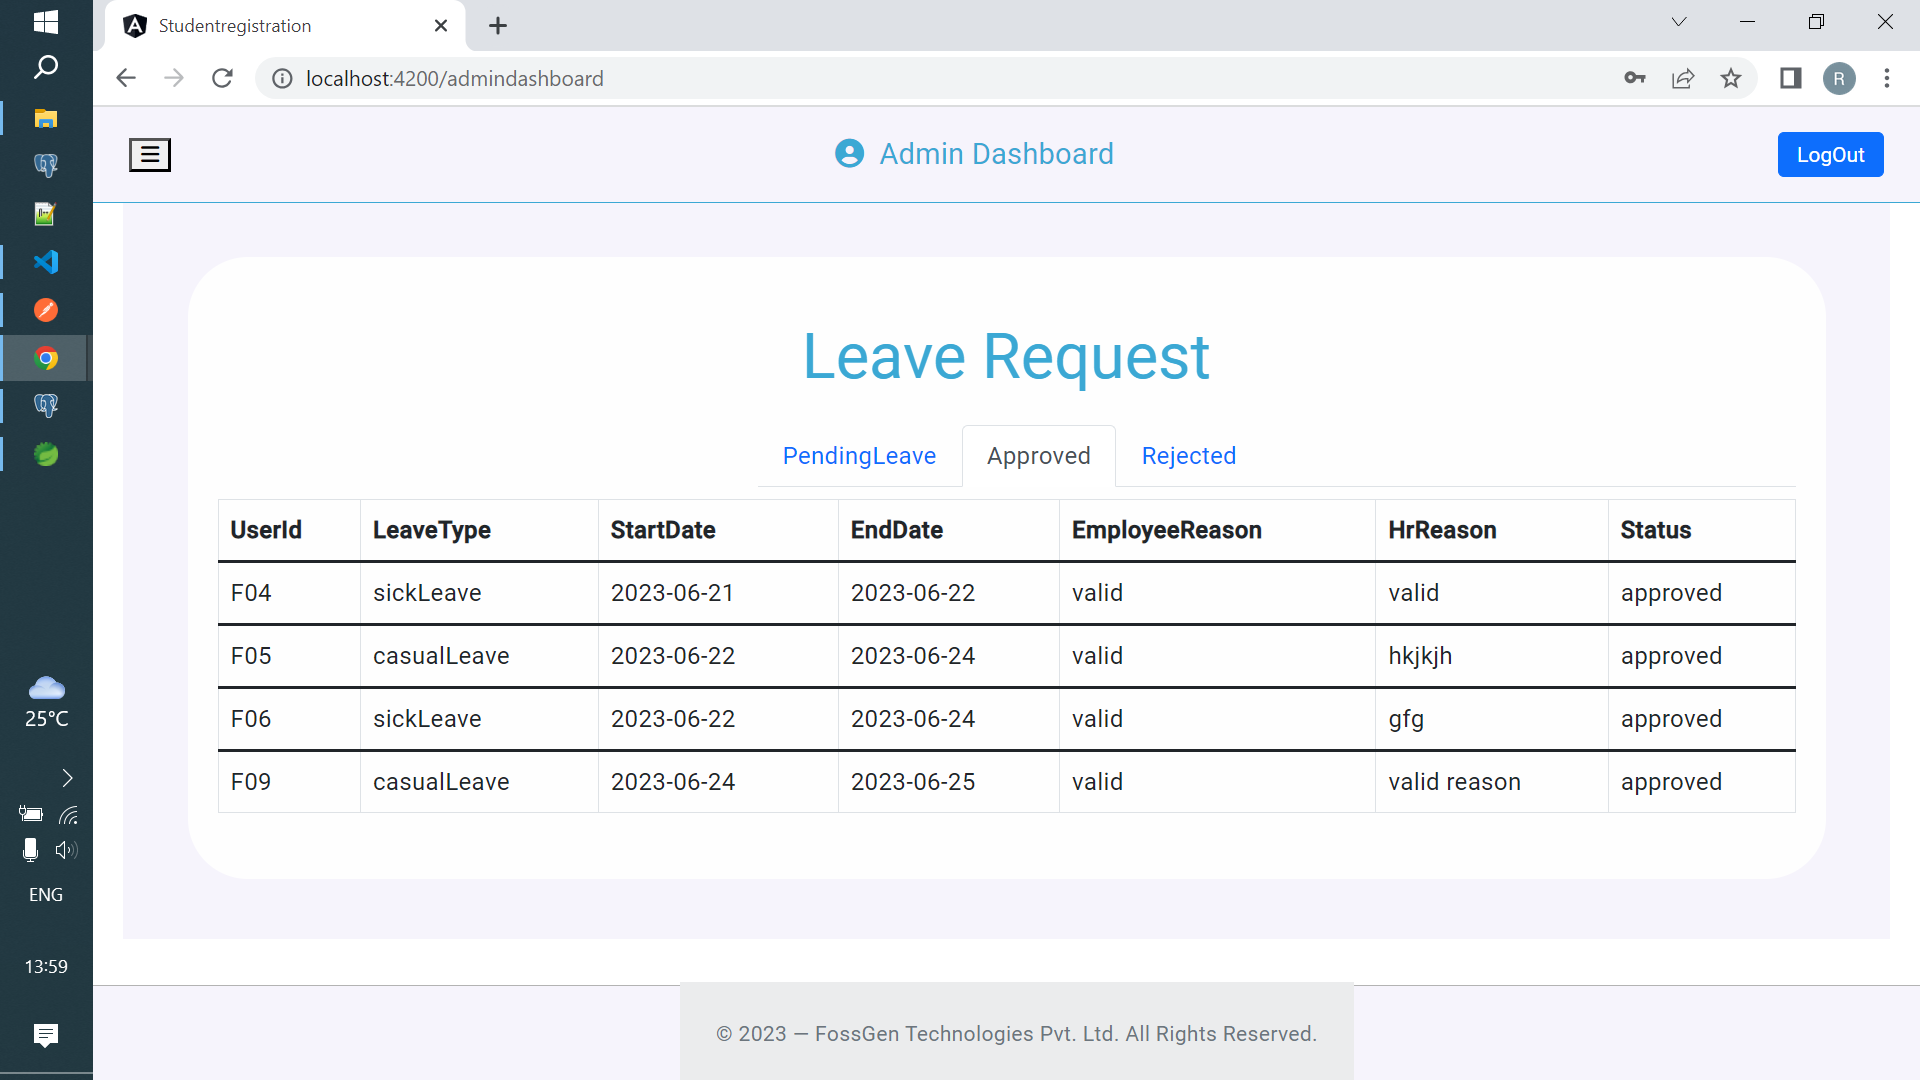 Studentregistration
localhost:4200/admindashboard
R
Admin Dashboard
LogOut
Leave Request
PendingLeave Approved Rejected
UserId LeaveType StartDate EndDate EmployeeReason HrReason Status
F04 sickLeave 2023-06-21 2023-06-22 valid valid approved
F05 casualLeave 2023-06-22 2023-06-24 valid hkjkjh approved
F06 sickLeave 2023-06-22 2023-06-24 valid gfg approved
F09 casualLeave 2023-06-24 2023-06-25 valid valid reason approved
© 2023 — FossGen Technologies Pvt. Ltd. All Rights Reserved.
25°C
ENG
13:59